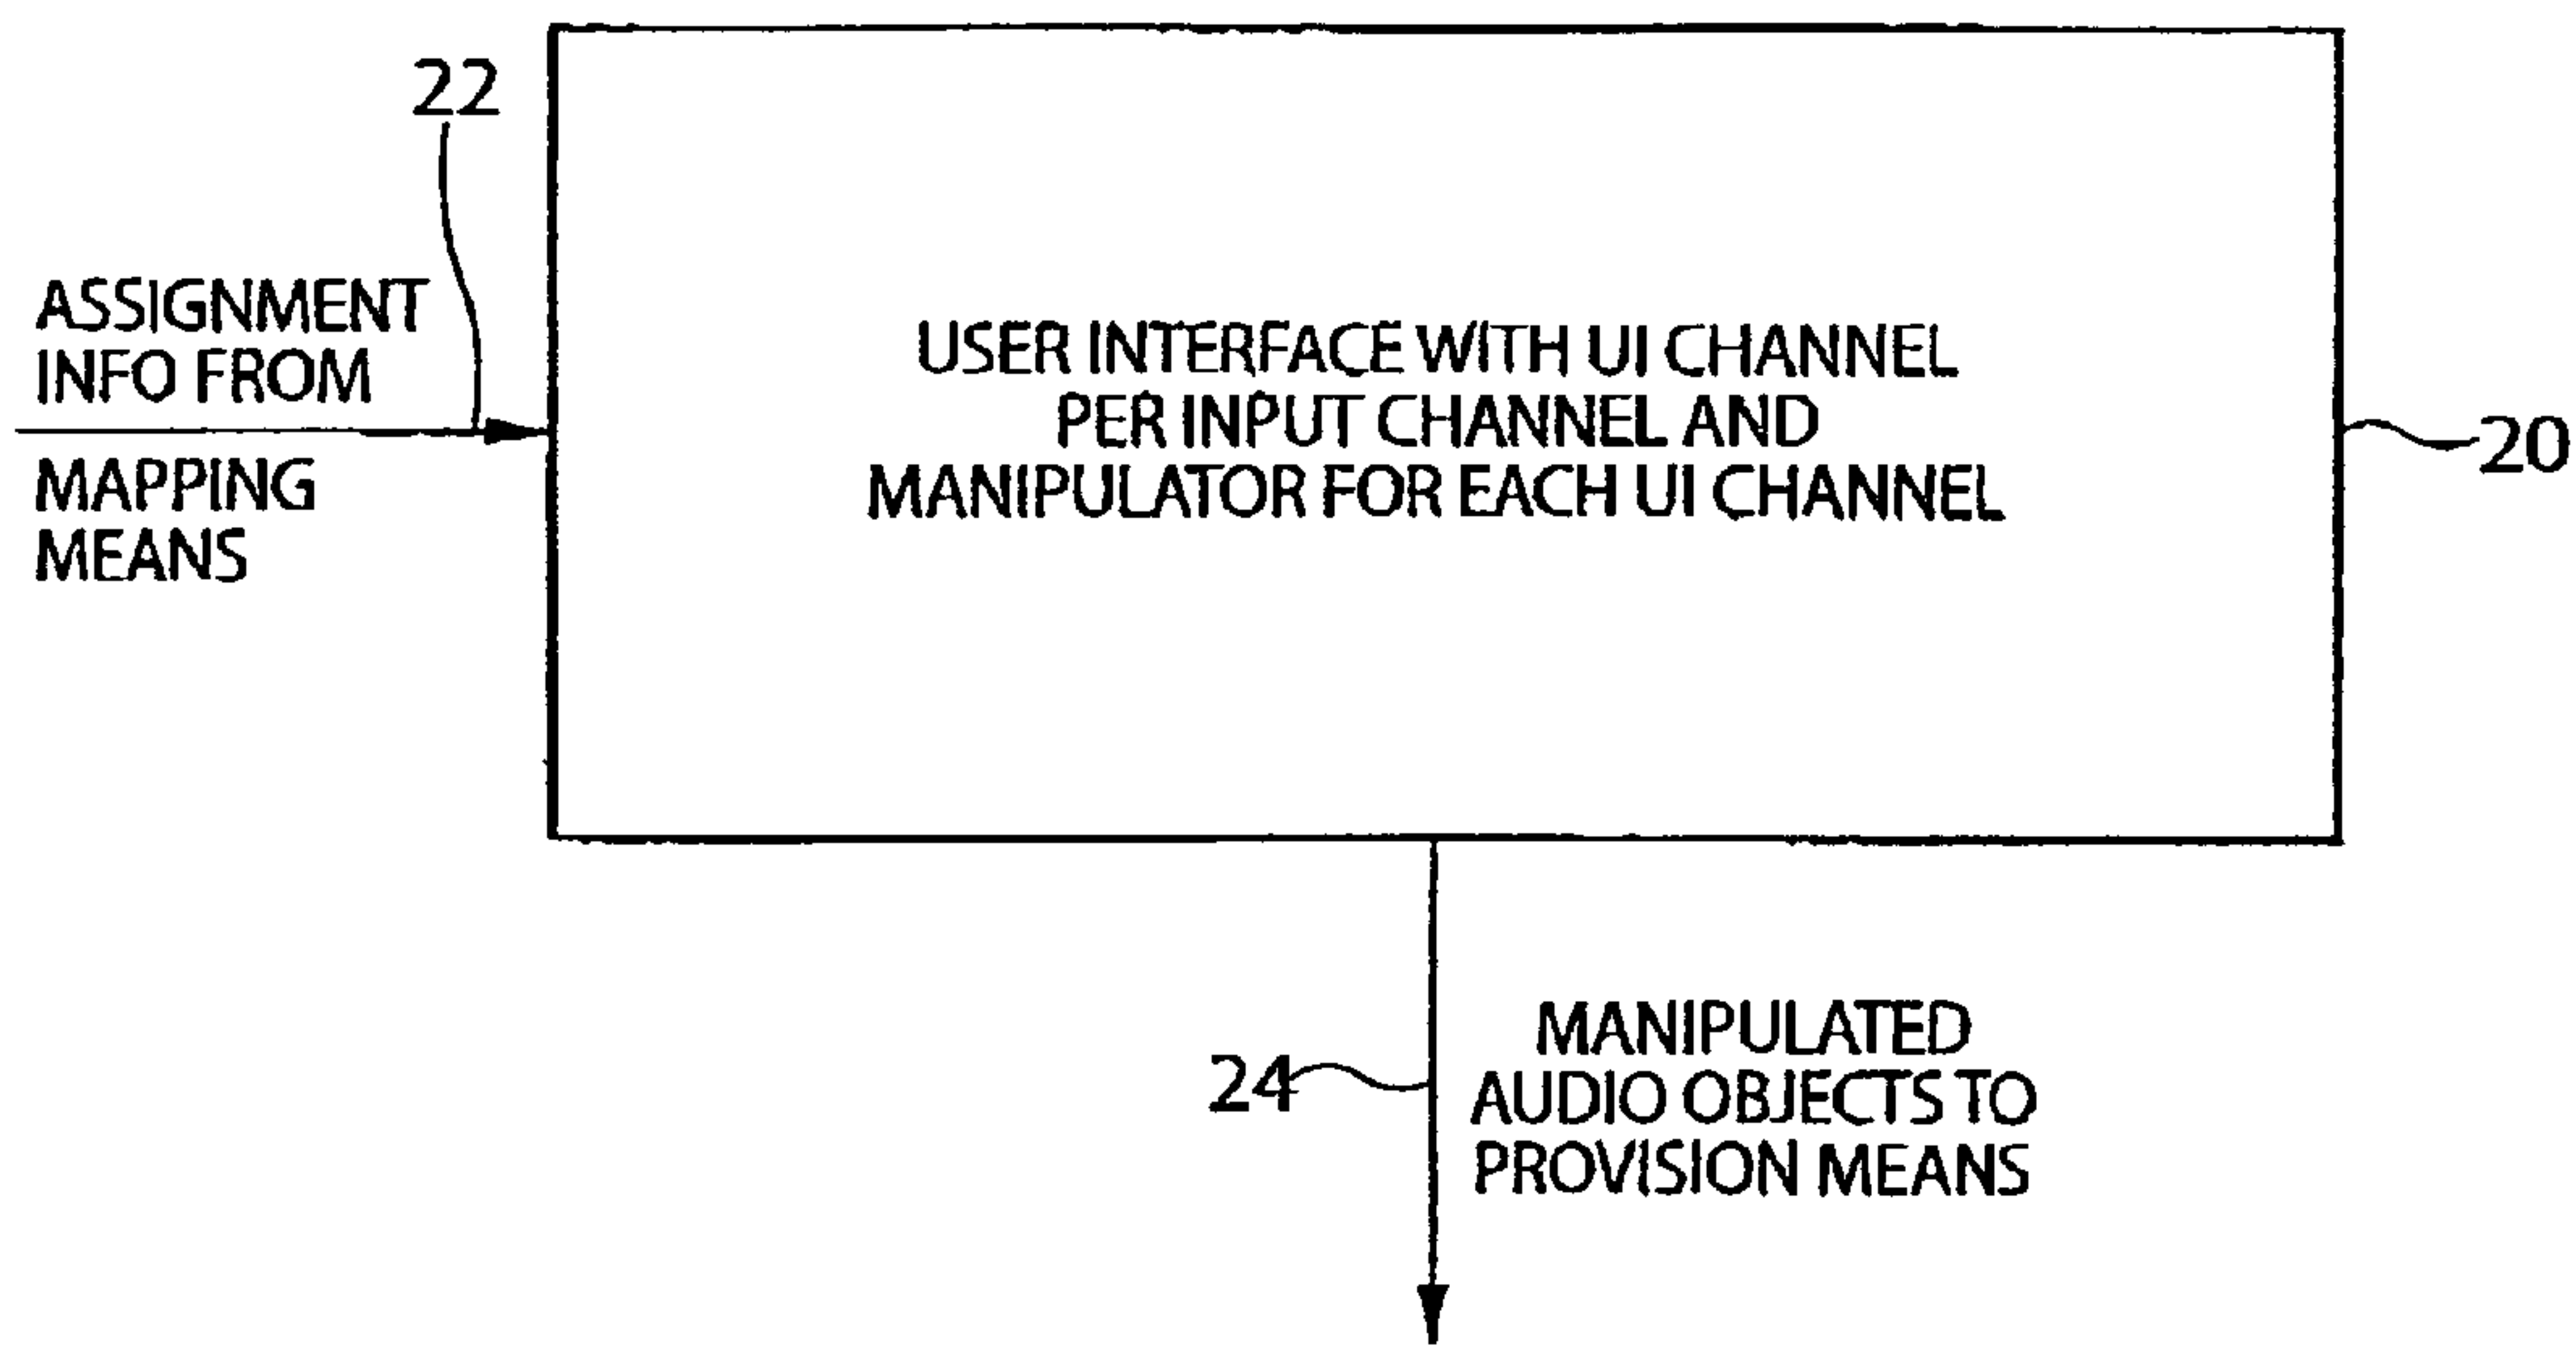 22
ASSIGNMENT
INFO FROM
MAPPING
MEANS
USER INTERFACE WITH UI CHANNEL
PER INPUT CHANNEL AND
MANIPULATOR FOR EACH UI CHANNEL
20
24
MANIPULATED
AUDIO OBJECTS TO
PROVISION MEANS